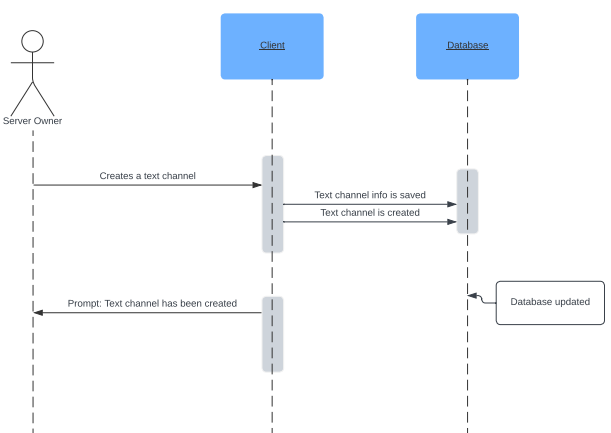 Client
Database
Server Owner
Creates a text channel
Text channel info is saved
Text channel is created
Database updated
Prompt: Text channel has been created